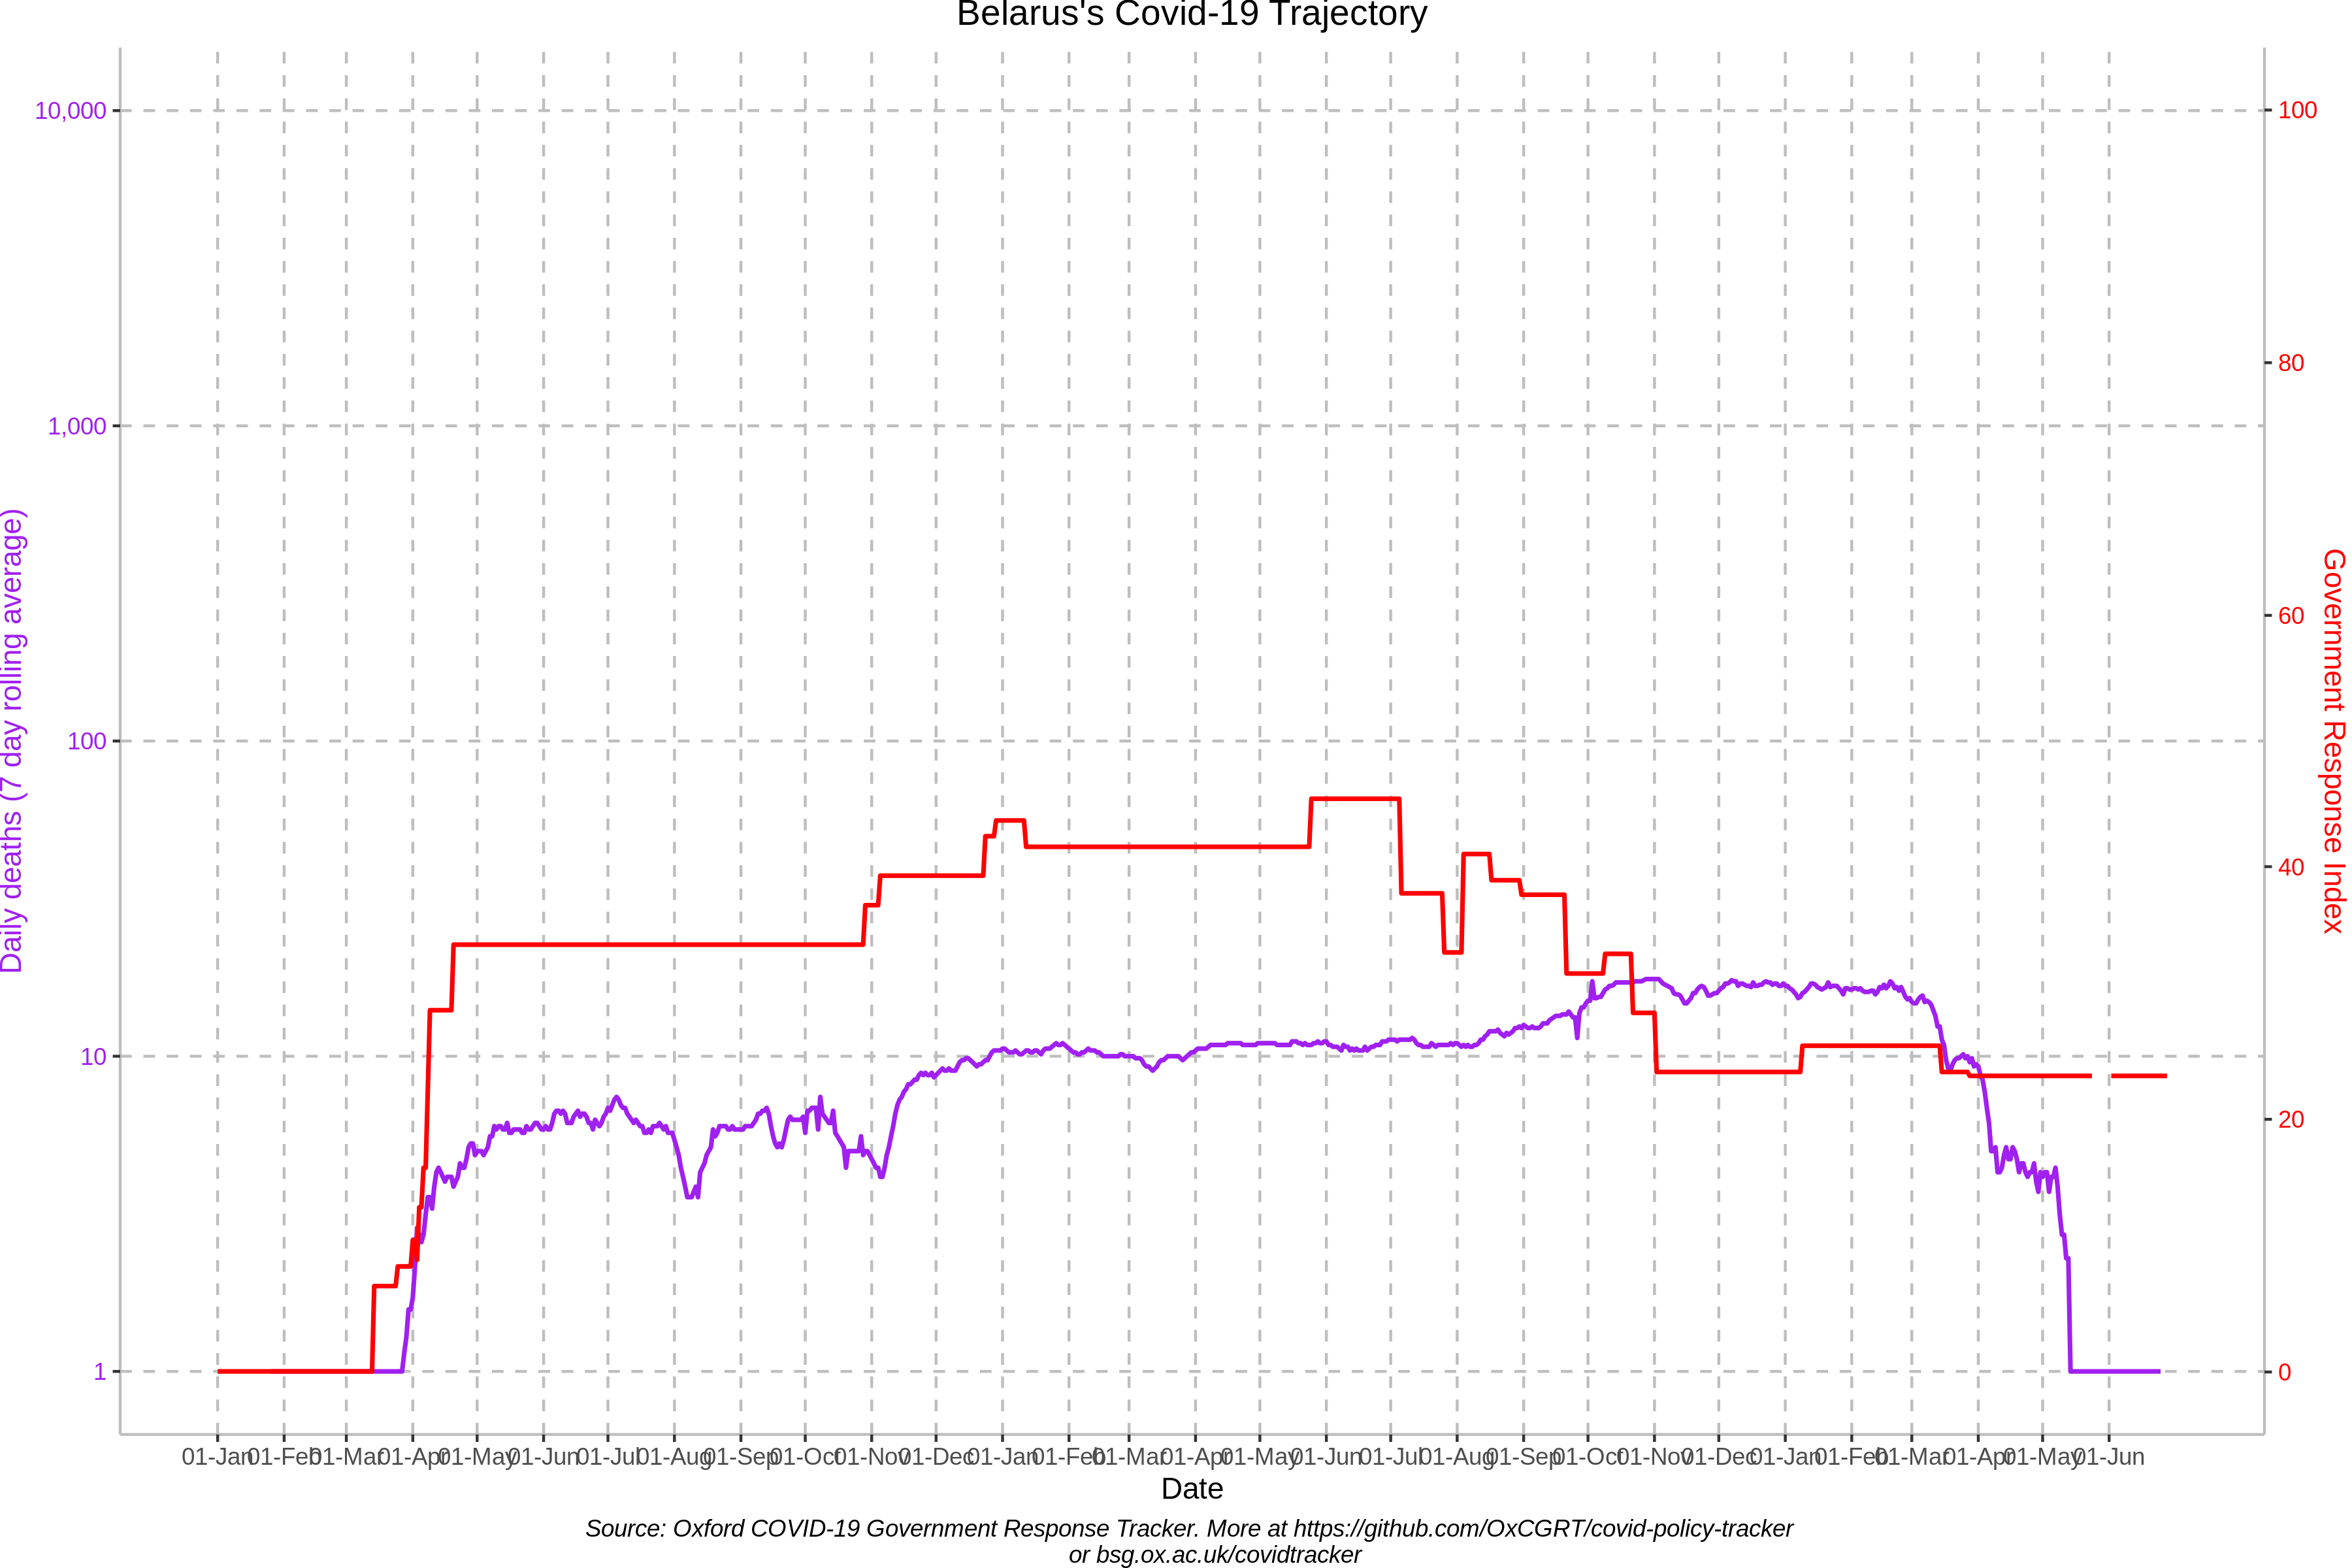 Belarus's Covid-19 Trajectory
10,000
1,000
100
10
1
Daily deaths (7 day rolling average)
100
80
60
40
20
0
Government Response Index
01-Jan 01-Feb 01-Mar 01-Apr 01-May 01-Jun 01-Jul 01-Aug 01-Sep 01-Oct 01-Nov 01-Dec 01-Jan 01-Feb 01-Mar 01-Apr 01-May 01-Jun 01-Jul 01-Aug 01-Sep 01-Oct 01-Nov 01-Dec 01-Jan 01-Feb 01-Mar 01-Apr 01-May 01-Jun
Date
Source: Oxford COVID-19 Government Response Tracker. More at https://github.com/OxCGRT/covid-policy-tracker
or bsg.ox.ac.uk/covidtracker